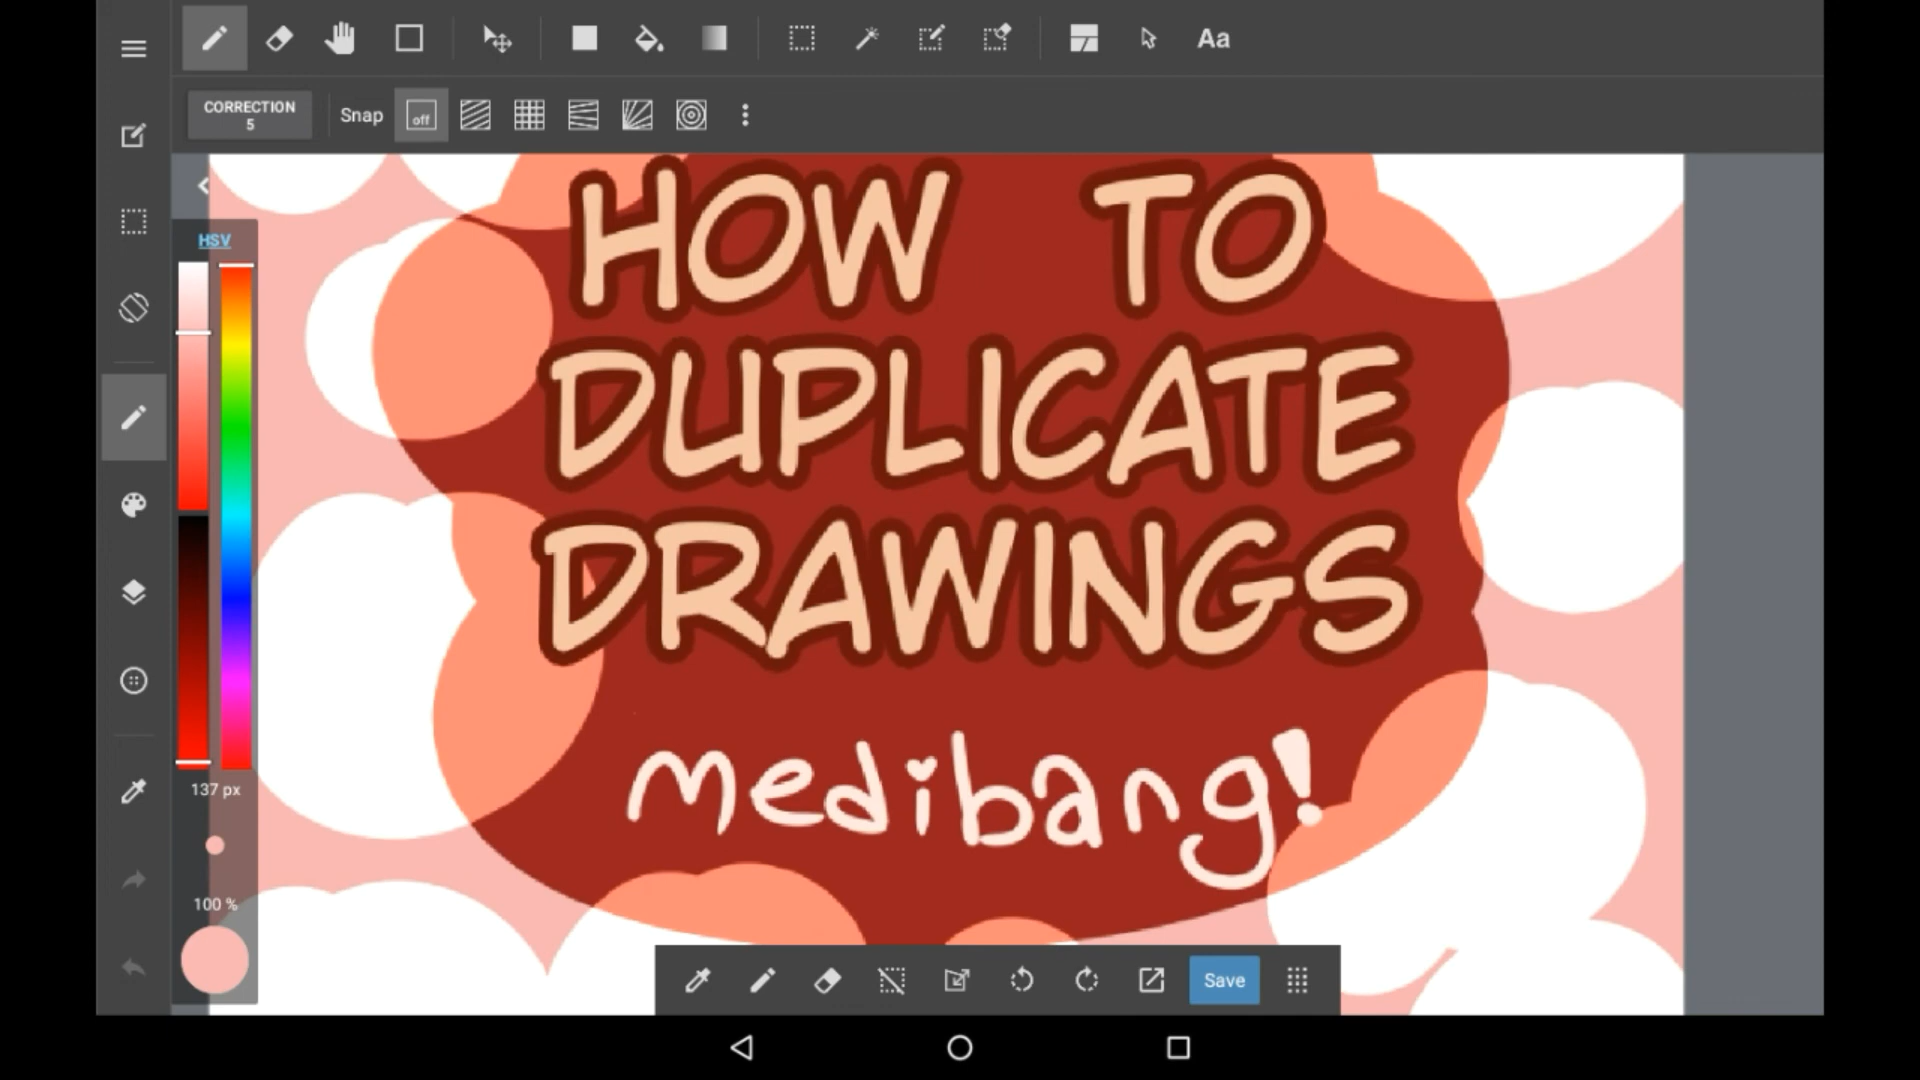 Aa
CORRECTION
5
Snap
off
HSV
HOW TO
DUPLICATE
DRAWINGS
medibang!
137 px
100 %
Save